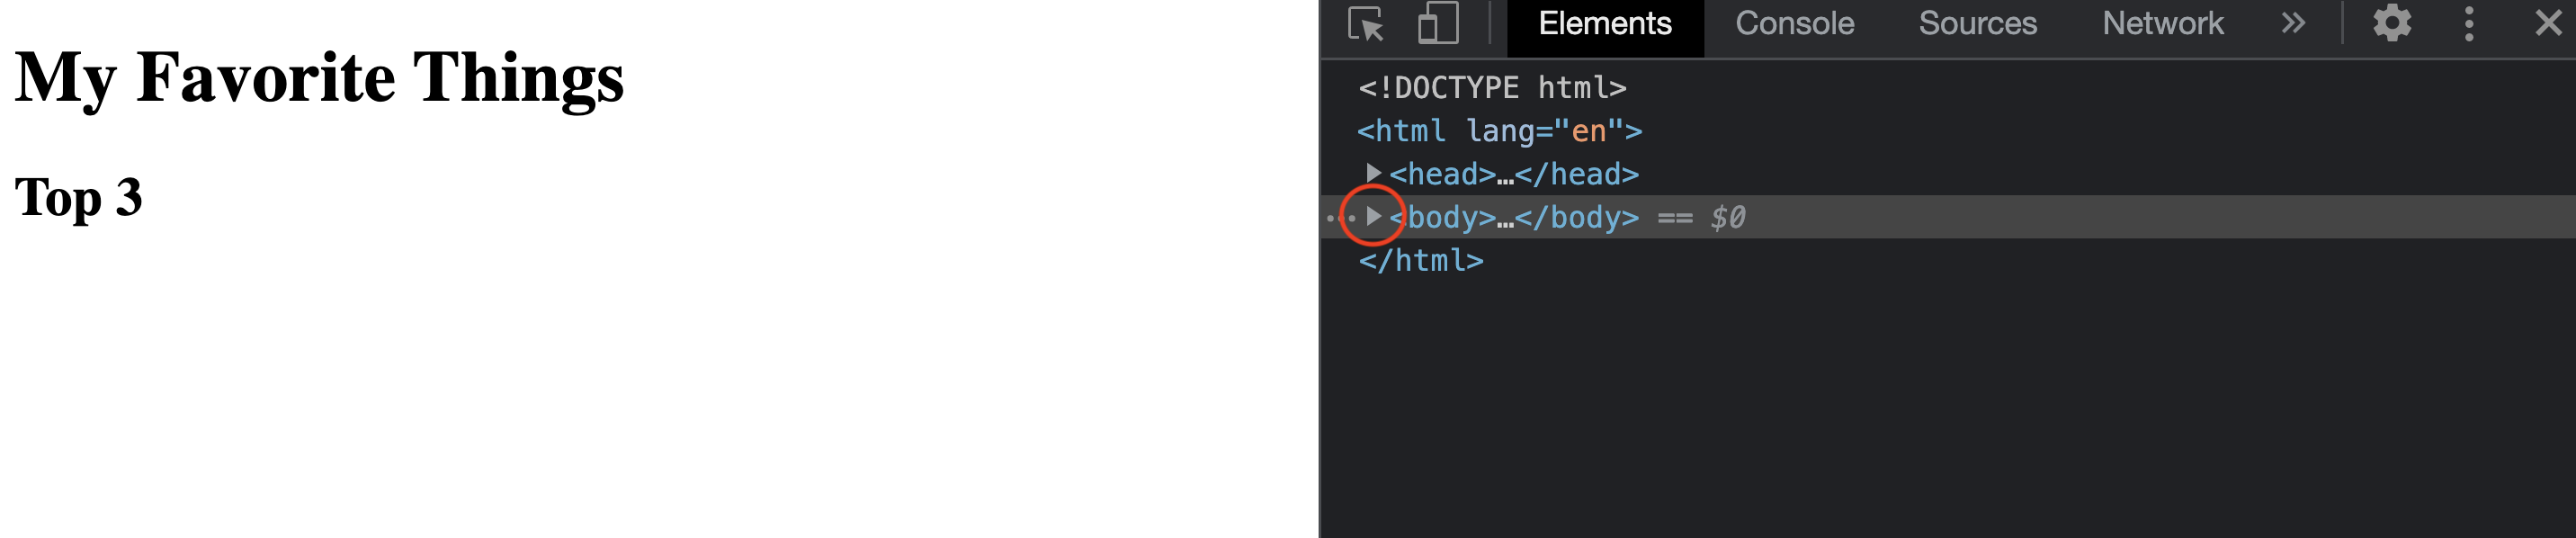 My Favorite Things
Top 3
Elements Console Sources Network
<!DOCTYPE html>
<html lang="en">
<head>…</head>
<body>…</body> == $0
</html>